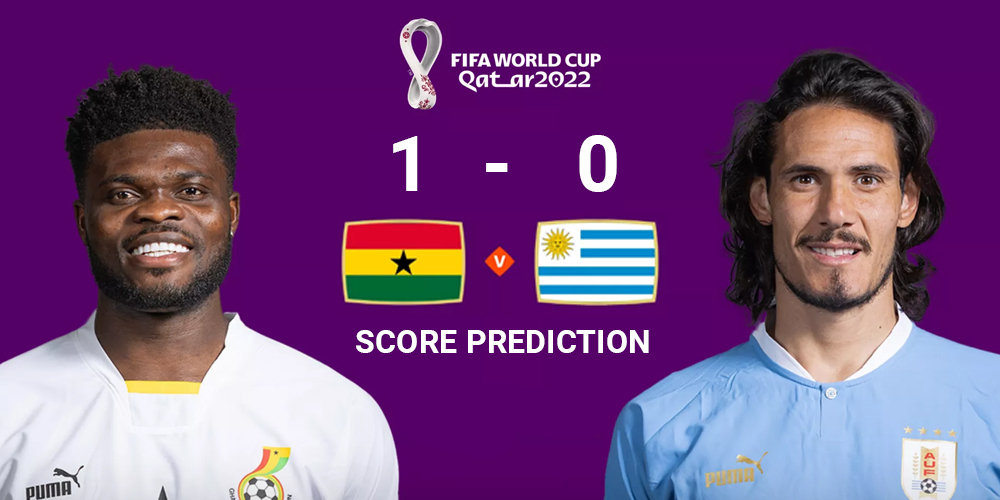 FIFA WORLD CUP
Qatar2022
1 - 0
V
SCORE PREDICTION
PUMA
PUMA
AUF